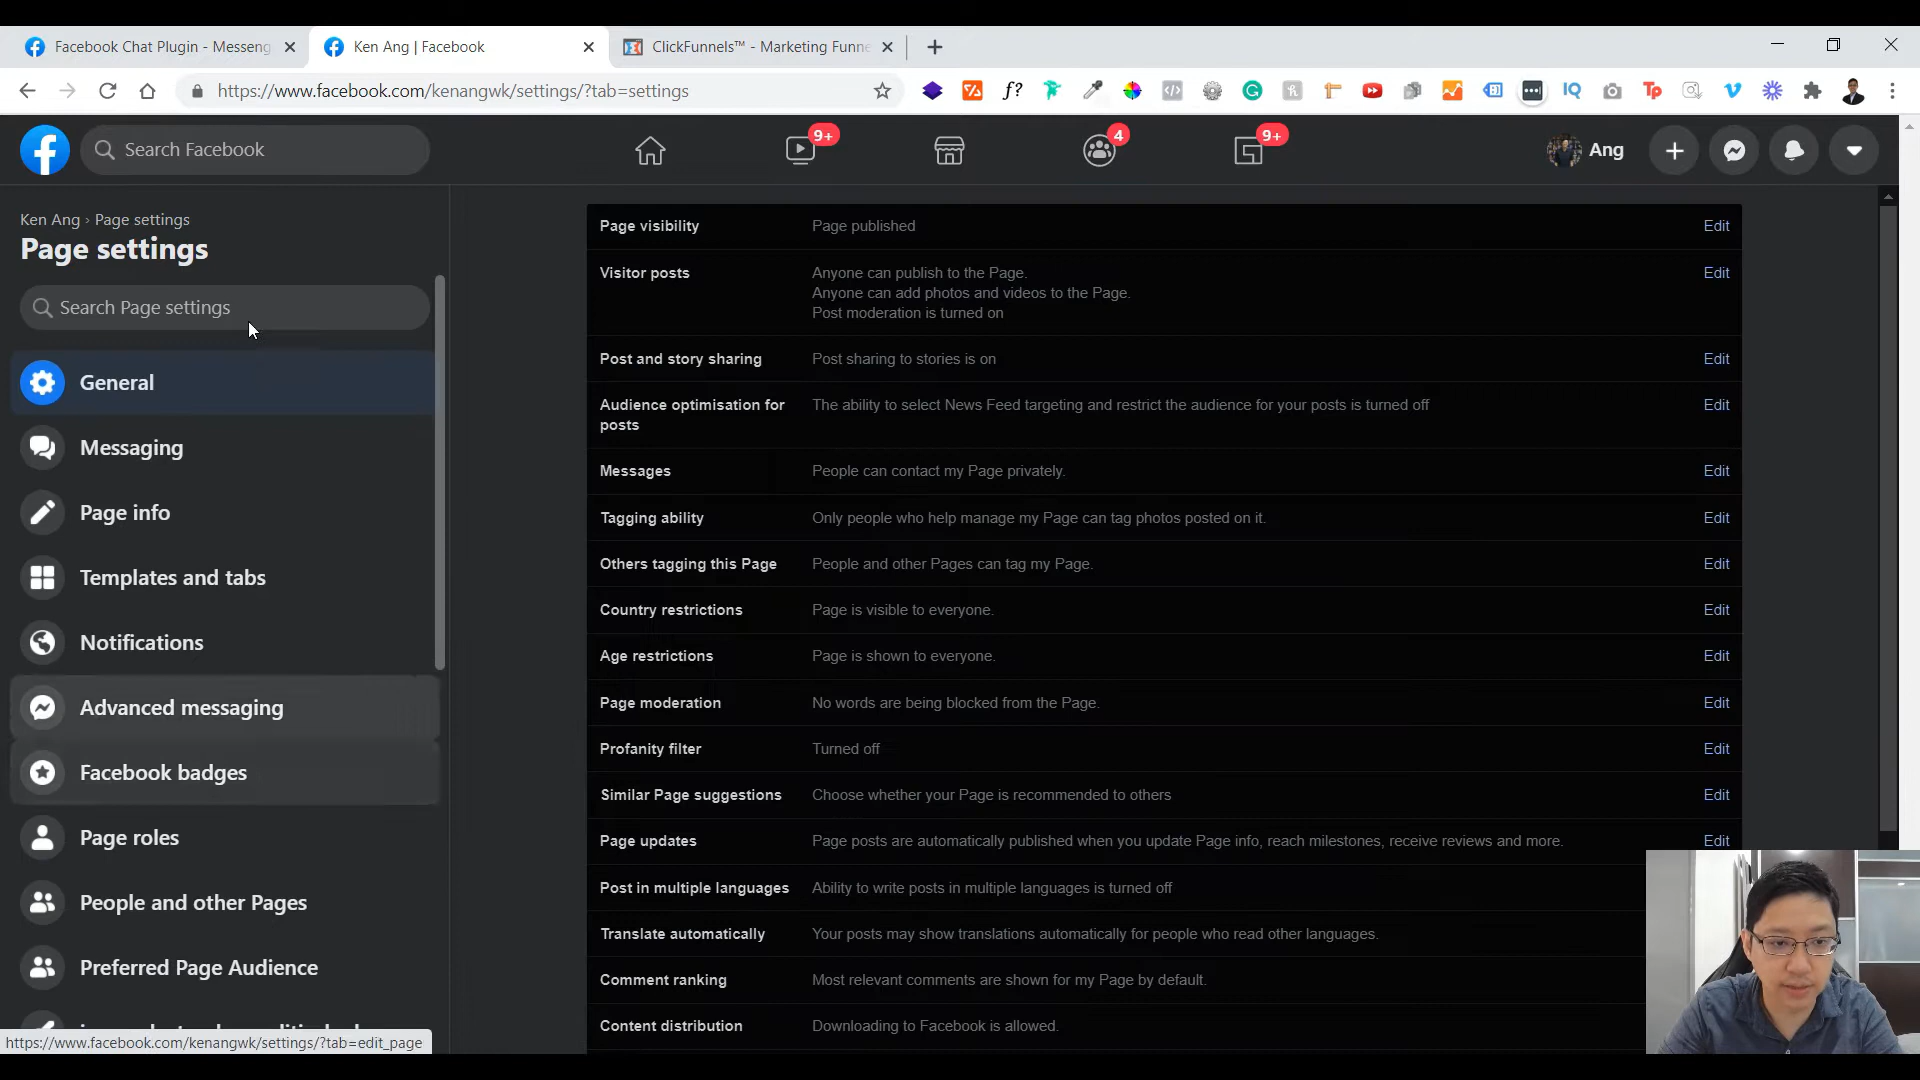 Facebook Chat Plugin - Messeng
Ken Ang | Facebook
ClickFunnels™ - Marketing Funne
https://www.facebook.com/kenangwk/settings/?tab=settings
Search Facebook
9+
4
9+
Ang
Ken Ang › Page settings
Page settings
Search Page settings
General
Messaging
Page info
Templates and tabs
Notifications
Advanced messaging
Facebook badges
Page roles
People and other Pages
Preferred Page Audience
https://www.facebook.com/kenangwk/settings/?tab=edit_page
Page visibility Page published Edit
Visitor posts Anyone can publish to the Page. Edit
Anyone can add photos and videos to the Page.
Post moderation is turned on
Post and story sharing Post sharing to stories is on Edit
Audience optimisation for The ability to select News Feed targeting and restrict the audience for your posts is turned off Edit
posts
Messages People can contact my Page privately. Edit
Tagging ability Only people who help manage my Page can tag photos posted on it. Edit
Others tagging this Page People and other Pages can tag my Page. Edit
Country restrictions Page is visible to everyone. Edit
Age restrictions Page is shown to everyone. Edit
Page moderation No words are being blocked from the Page. Edit
Profanity filter Turned off Edit
Similar Page suggestions Choose whether your Page is recommended to others Edit
Page updates Page posts are automatically published when you update Page info, reach milestones, receive reviews and more. Edit
Post in multiple languages Ability to write posts in multiple languages is turned off
Translate automatically Your posts may show translations automatically for people who read other languages.
Comment ranking Most relevant comments are shown for my Page by default.
Content distribution Downloading to Facebook is allowed.